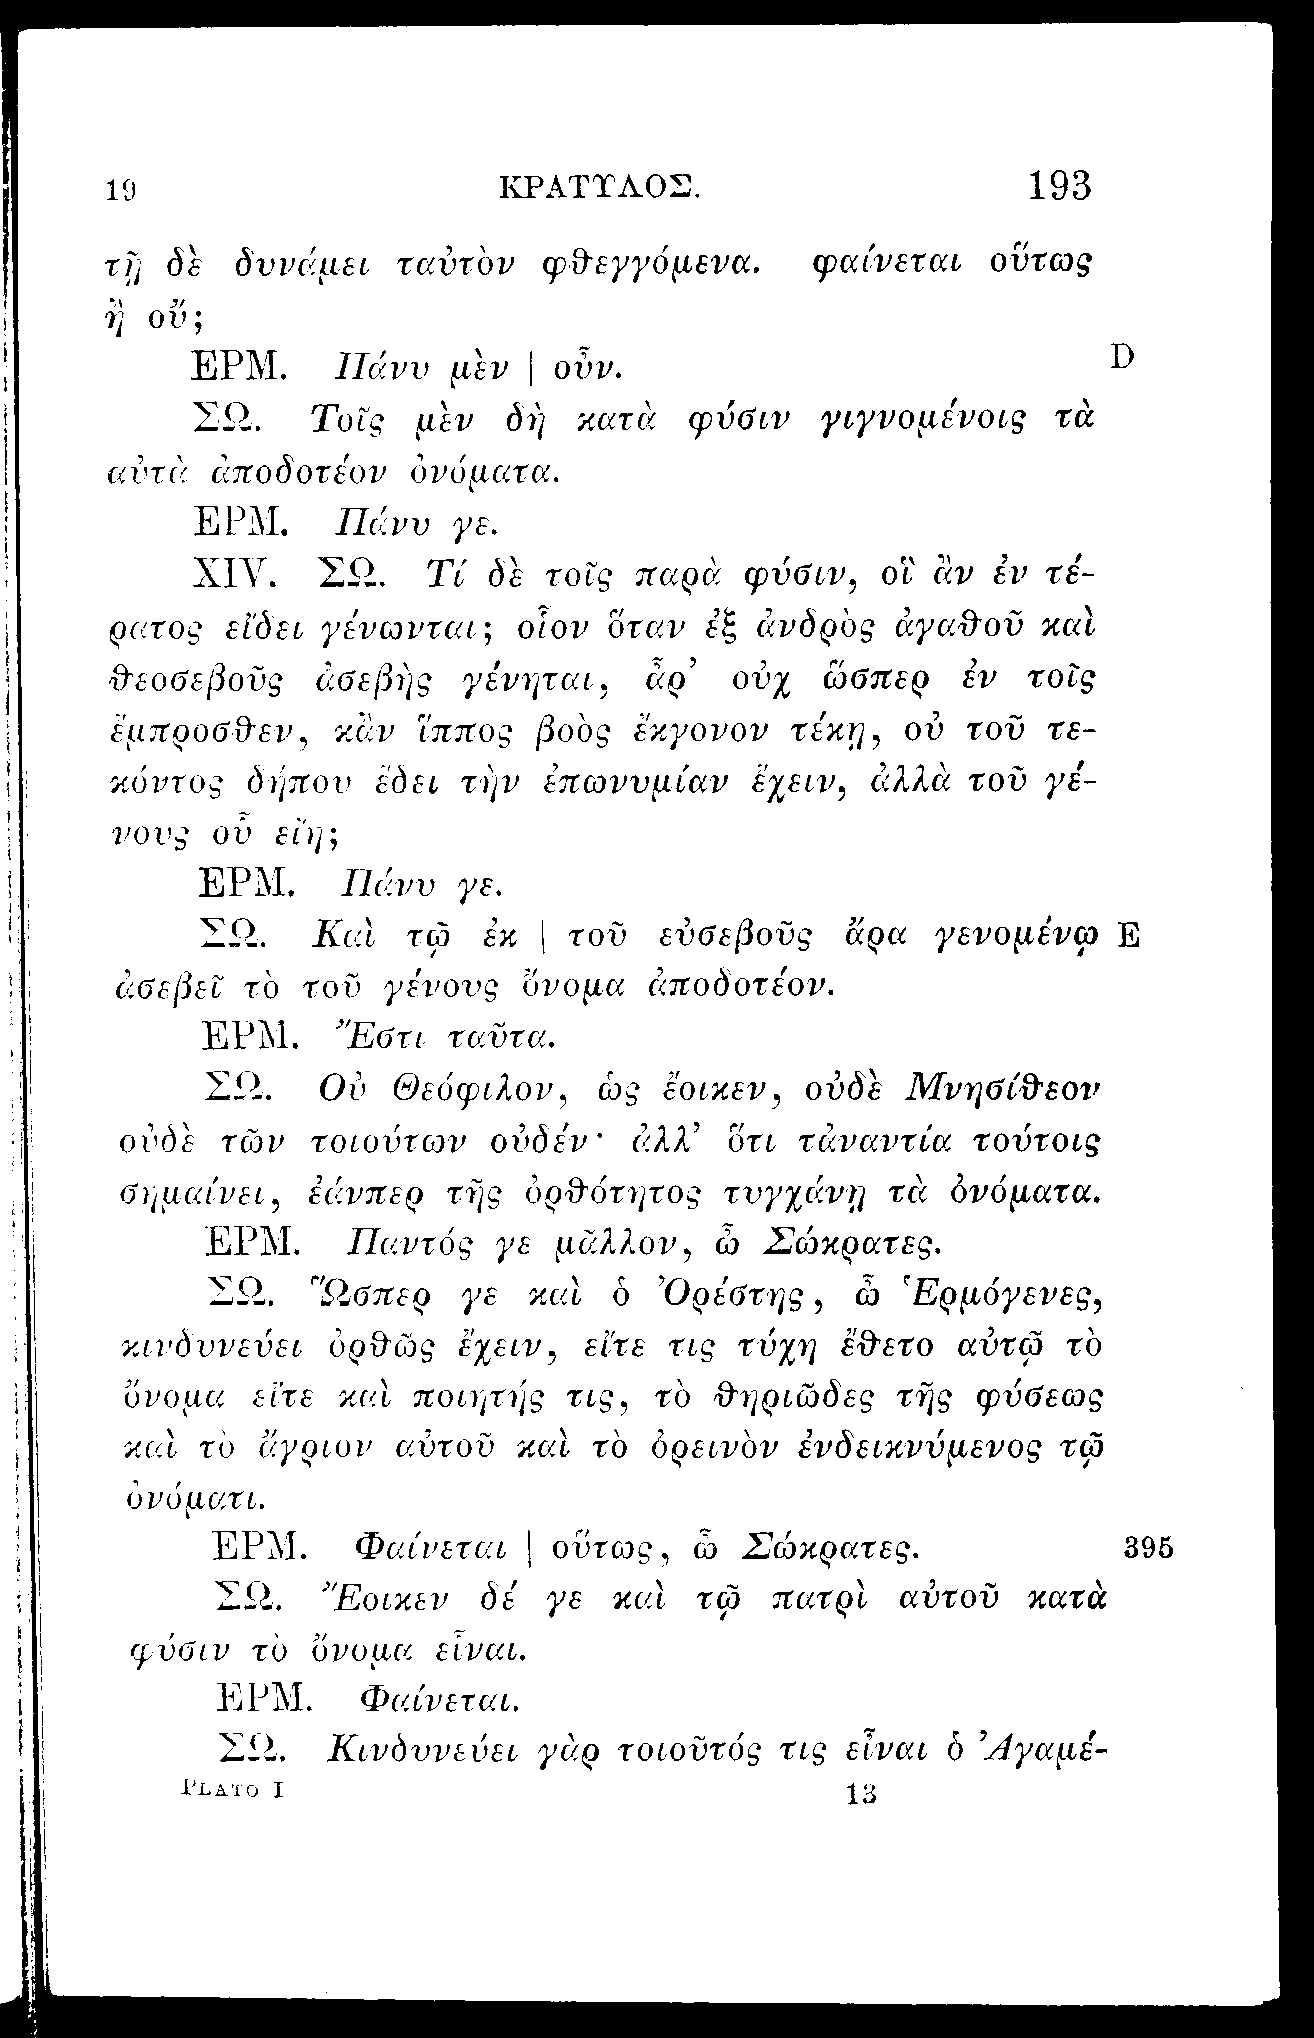 19 ΚΡΑΤΥΛΟΣ. 193
τῇ δὲ δυνάμει ταὐτὸν φθεγγόμενα. φαίνεται οὕτως
ἢ οὔ;
ΕΡΜ. Πάνυ μὲν | οὖν. D
ΣΩ. Τοῖς μὲν δὴ κατὰ φύσιν γιγνομένοις τὰ
αὐτὰ ἀποδοτέον ὀνόματα.
ΕΡΜ. Πάνυ γε.
XIV. ΣΩ. Τί δὲ τοῖς παρὰ φύσιν, οἳ ἂν ἐν τέ-
ρατος εἴδει γένωνται; οἷον ὅταν ἐξ ἀνδρὸς ἀγαθοῦ καὶ
θεοσεβοῦς ἀσεβὴς γένηται, ἆρ’ οὐχ ὥσπερ ἐν τοῖς
ἔμπροσθεν, κἂν ἵππος βοὸς ἔκγονον τέκῃ, οὐ τοῦ τε-
κόντος δήπου ἔδει τὴν ἐπωνυμίαν ἔχειν, ἀλλὰ τοῦ γέ-
νους οὗ εἴη;
ΕΡΜ. Πάνυ γε.
ΣΩ. Καὶ τῷ ἐκ | τοῦ εὐσεβοῦς ἄρα γενομένῳ E
ἀσεβεῖ τὸ τοῦ γένους ὄνομα ἀποδοτέον.
ΕΡΜ. Ἔστι ταῦτα.
ΣΩ. Οὐ Θεόφιλον, ὡς ἔοικεν, οὐδὲ Μνησίθεον
οὐδὲ τῶν τοιούτων οὐδέν· ἀλλ’ ὅτι τἀναντία τούτοις
σημαίνει, ἐάνπερ τῆς ὀρθότητος τυγχάνῃ τὰ ὀνόματα.
ΕΡΜ. Παντός γε μᾶλλον, ὦ Σώκρατες.
ΣΩ. Ὥσπερ γε καὶ ὁ Ὀρέστης, ὦ Ἑρμόγενες,
κινδυνεύει ὀρθῶς ἔχειν, εἴτε τις τύχη ἔθετο αὐτῷ τὸ
ὄνομα εἴτε καὶ ποιητής τις, τὸ θηριῶδες τῆς φύσεως
καὶ τὸ ἄγριον αὐτοῦ καὶ τὸ ὀρεινὸν ἐνδεικνύμενος τῷ
ὀνόματι.
ΕΡΜ. Φαίνεται | οὕτως, ὦ Σώκρατες. 395
ΣΩ. Ἔοικεν δέ γε καὶ τῷ πατρὶ αὐτοῦ κατὰ
φύσιν τὸ ὄνομα εἶναι.
ΕΡΜ. Φαίνεται.
ΣΩ. Κινδυνεύει γὰρ τοιοῦτός τις εἶναι ὁ Ἀγαμέ-
PLATO I 13